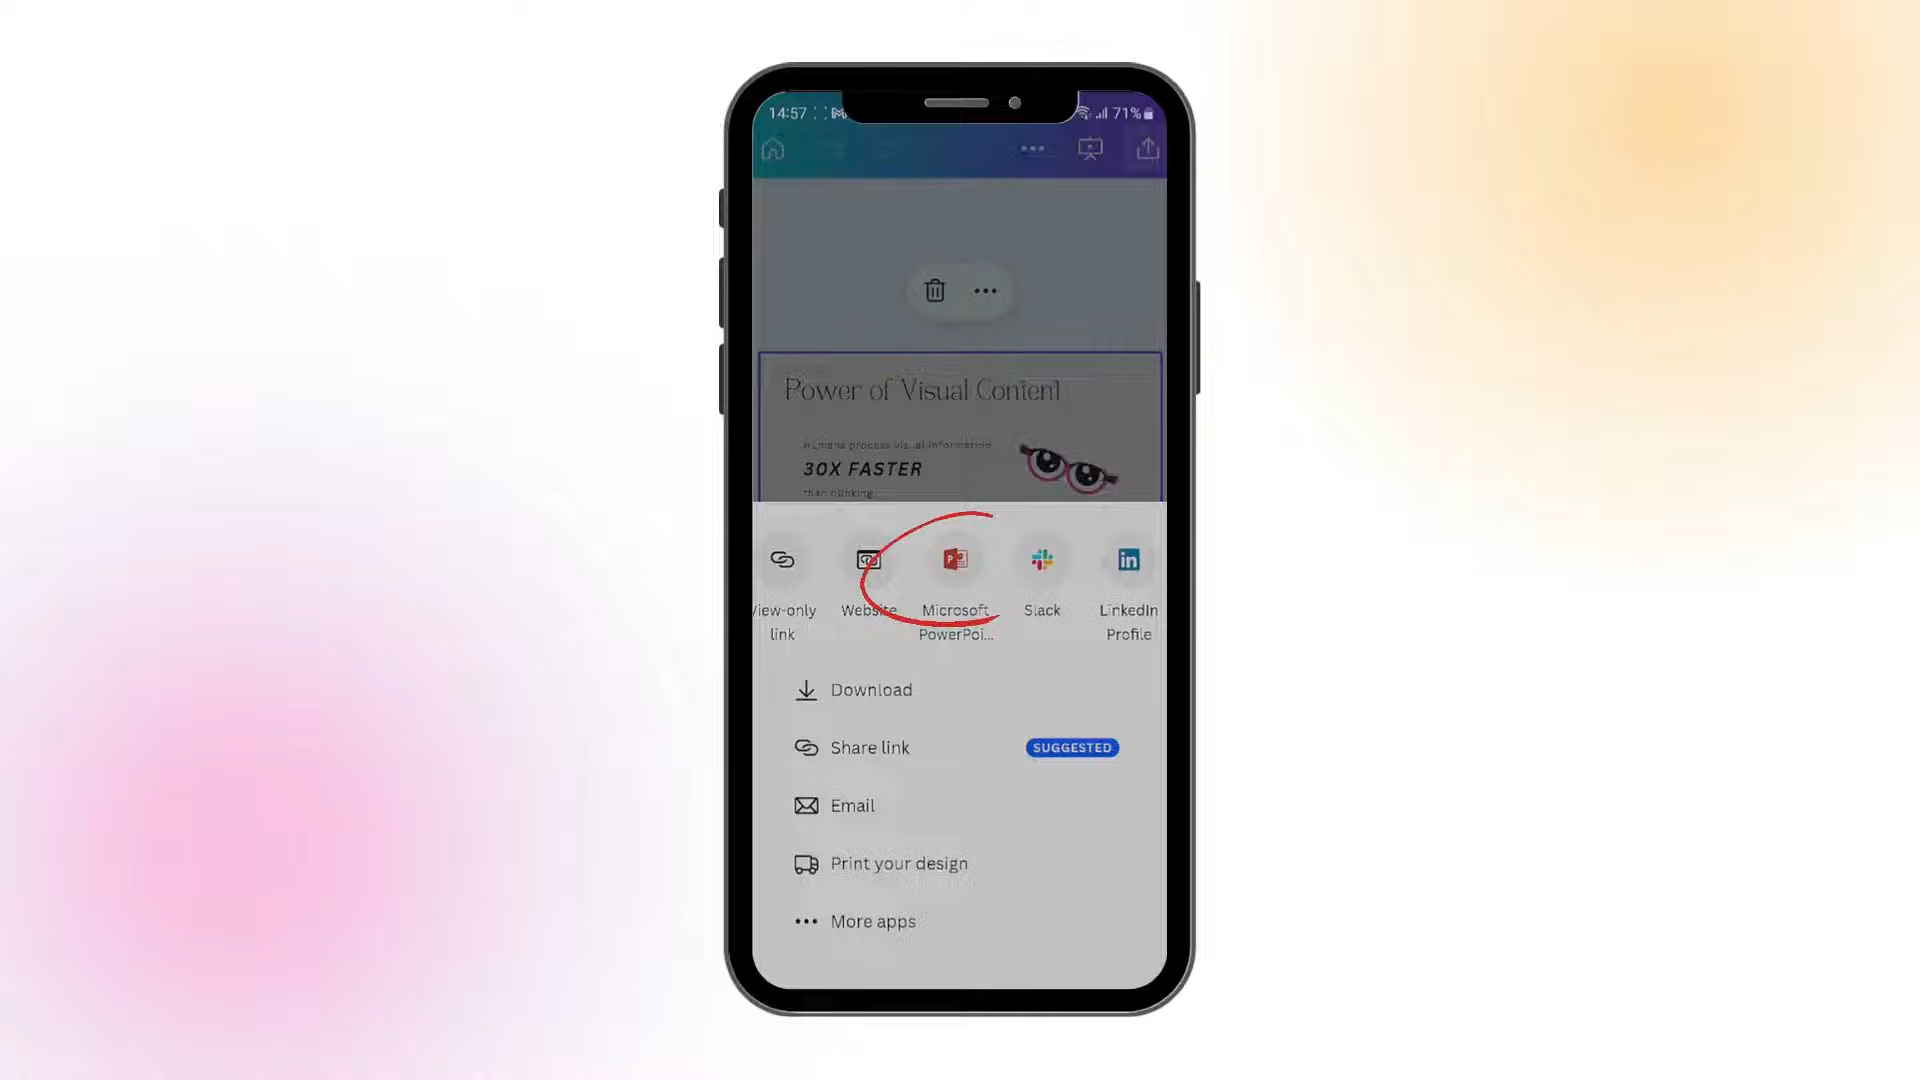 14:57
71%
Power of Visual Content
Humans process visual information
30X FASTER
than blinking
View-only
link
Website
Microsoft
PowerPoi...
Slack
LinkedIn
Profile
Download
Share link
SUGGESTED
Email
Print your design
More apps